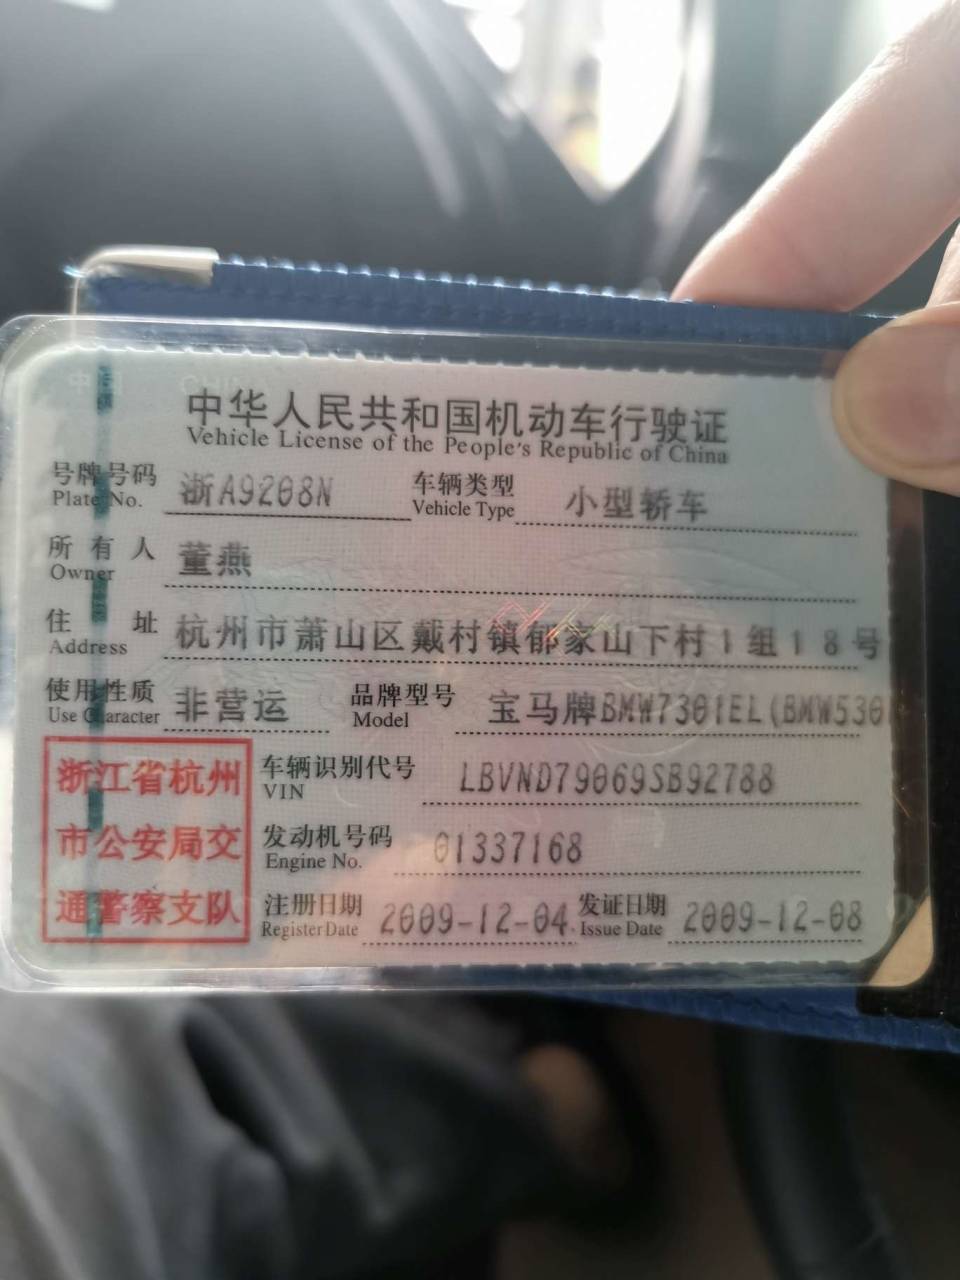 中华人民共和国机动车行驶证
Vehicle License of the People's Republic of China
号牌号码 浙A9208N 车辆类型 小型轿车
Plate No. Vehicle Type
所有人 董燕
Owner
住址 杭州市萧山区戴村镇郁家山下村1组18号
Address
使用性质 非营运 品牌型号 宝马牌BMW7301EL(BMW530
Use Character Model
浙江省杭州
市公安局交
通警察支队
车辆识别代号 LBVND79069SB92788
VIN
发动机号码 01337168
Engine No.
注册日期 2009-12-04 发证日期 2009-12-08
Register Date Issue Date